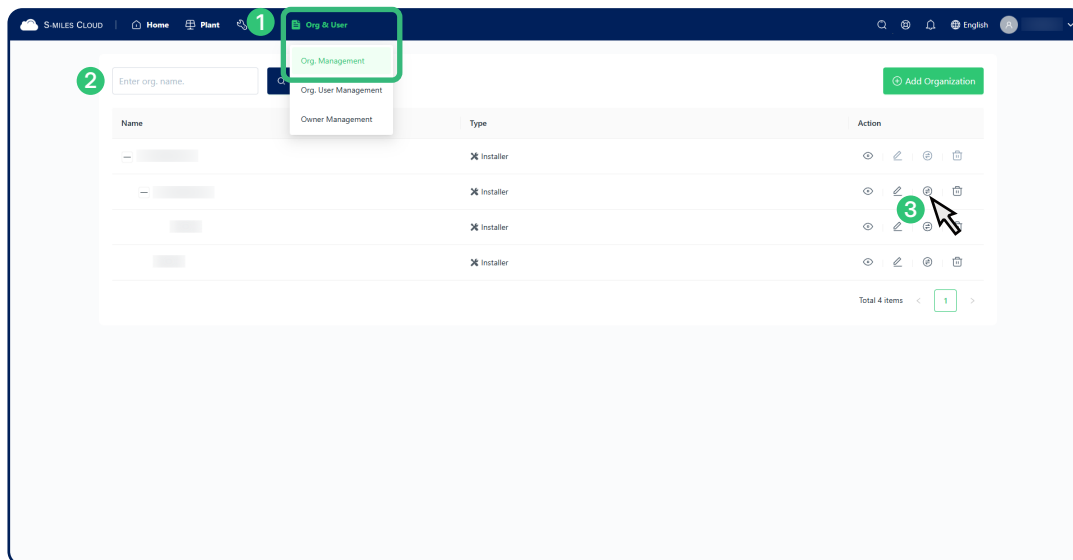 S-MILES CLOUD Home Plant 1 Org & User English
Org. Management
2 Enter org. name. Add Organization
Org. User Management
Owner Management
Name Type Action
Installer
Installer
3
Installer
Installer
Total 4 items < 1 >